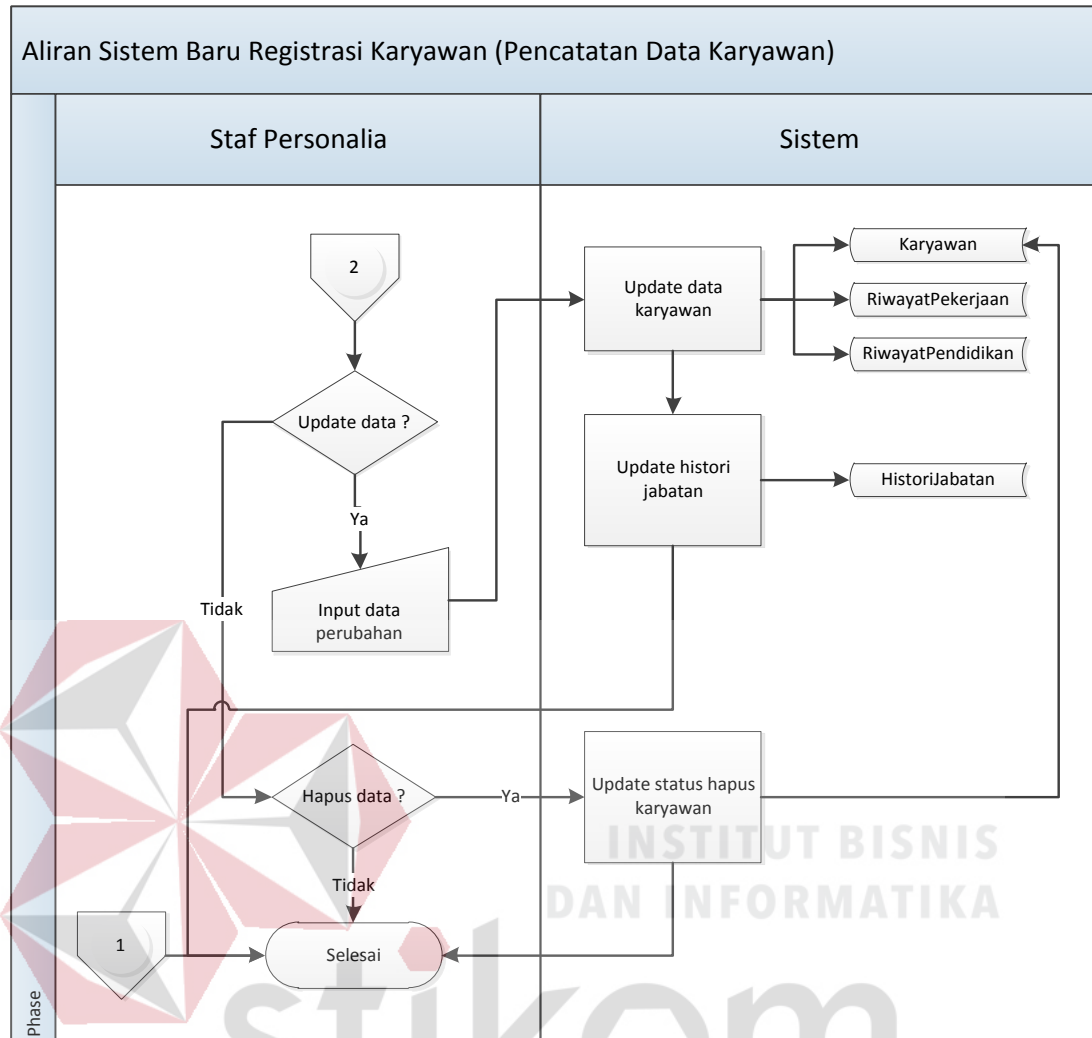 Aliran Sistem Baru Registrasi Karyawan (Pencatatan Data Karyawan)
Staf Personalia
Sistem
2
Update data
karyawan
Karyawan
RiwayatPekerjaan
RiwayatPendidikan
Update data ?
Update histori
jabatan
HistoriJabatan
Ya
Tidak
Input data
perubahan
Hapus data ?
Ya
Update status hapus
karyawan
INSTITUT BISNIS
DAN INFORMATIKA
Tidak
1
Selesai
Phase
stikom